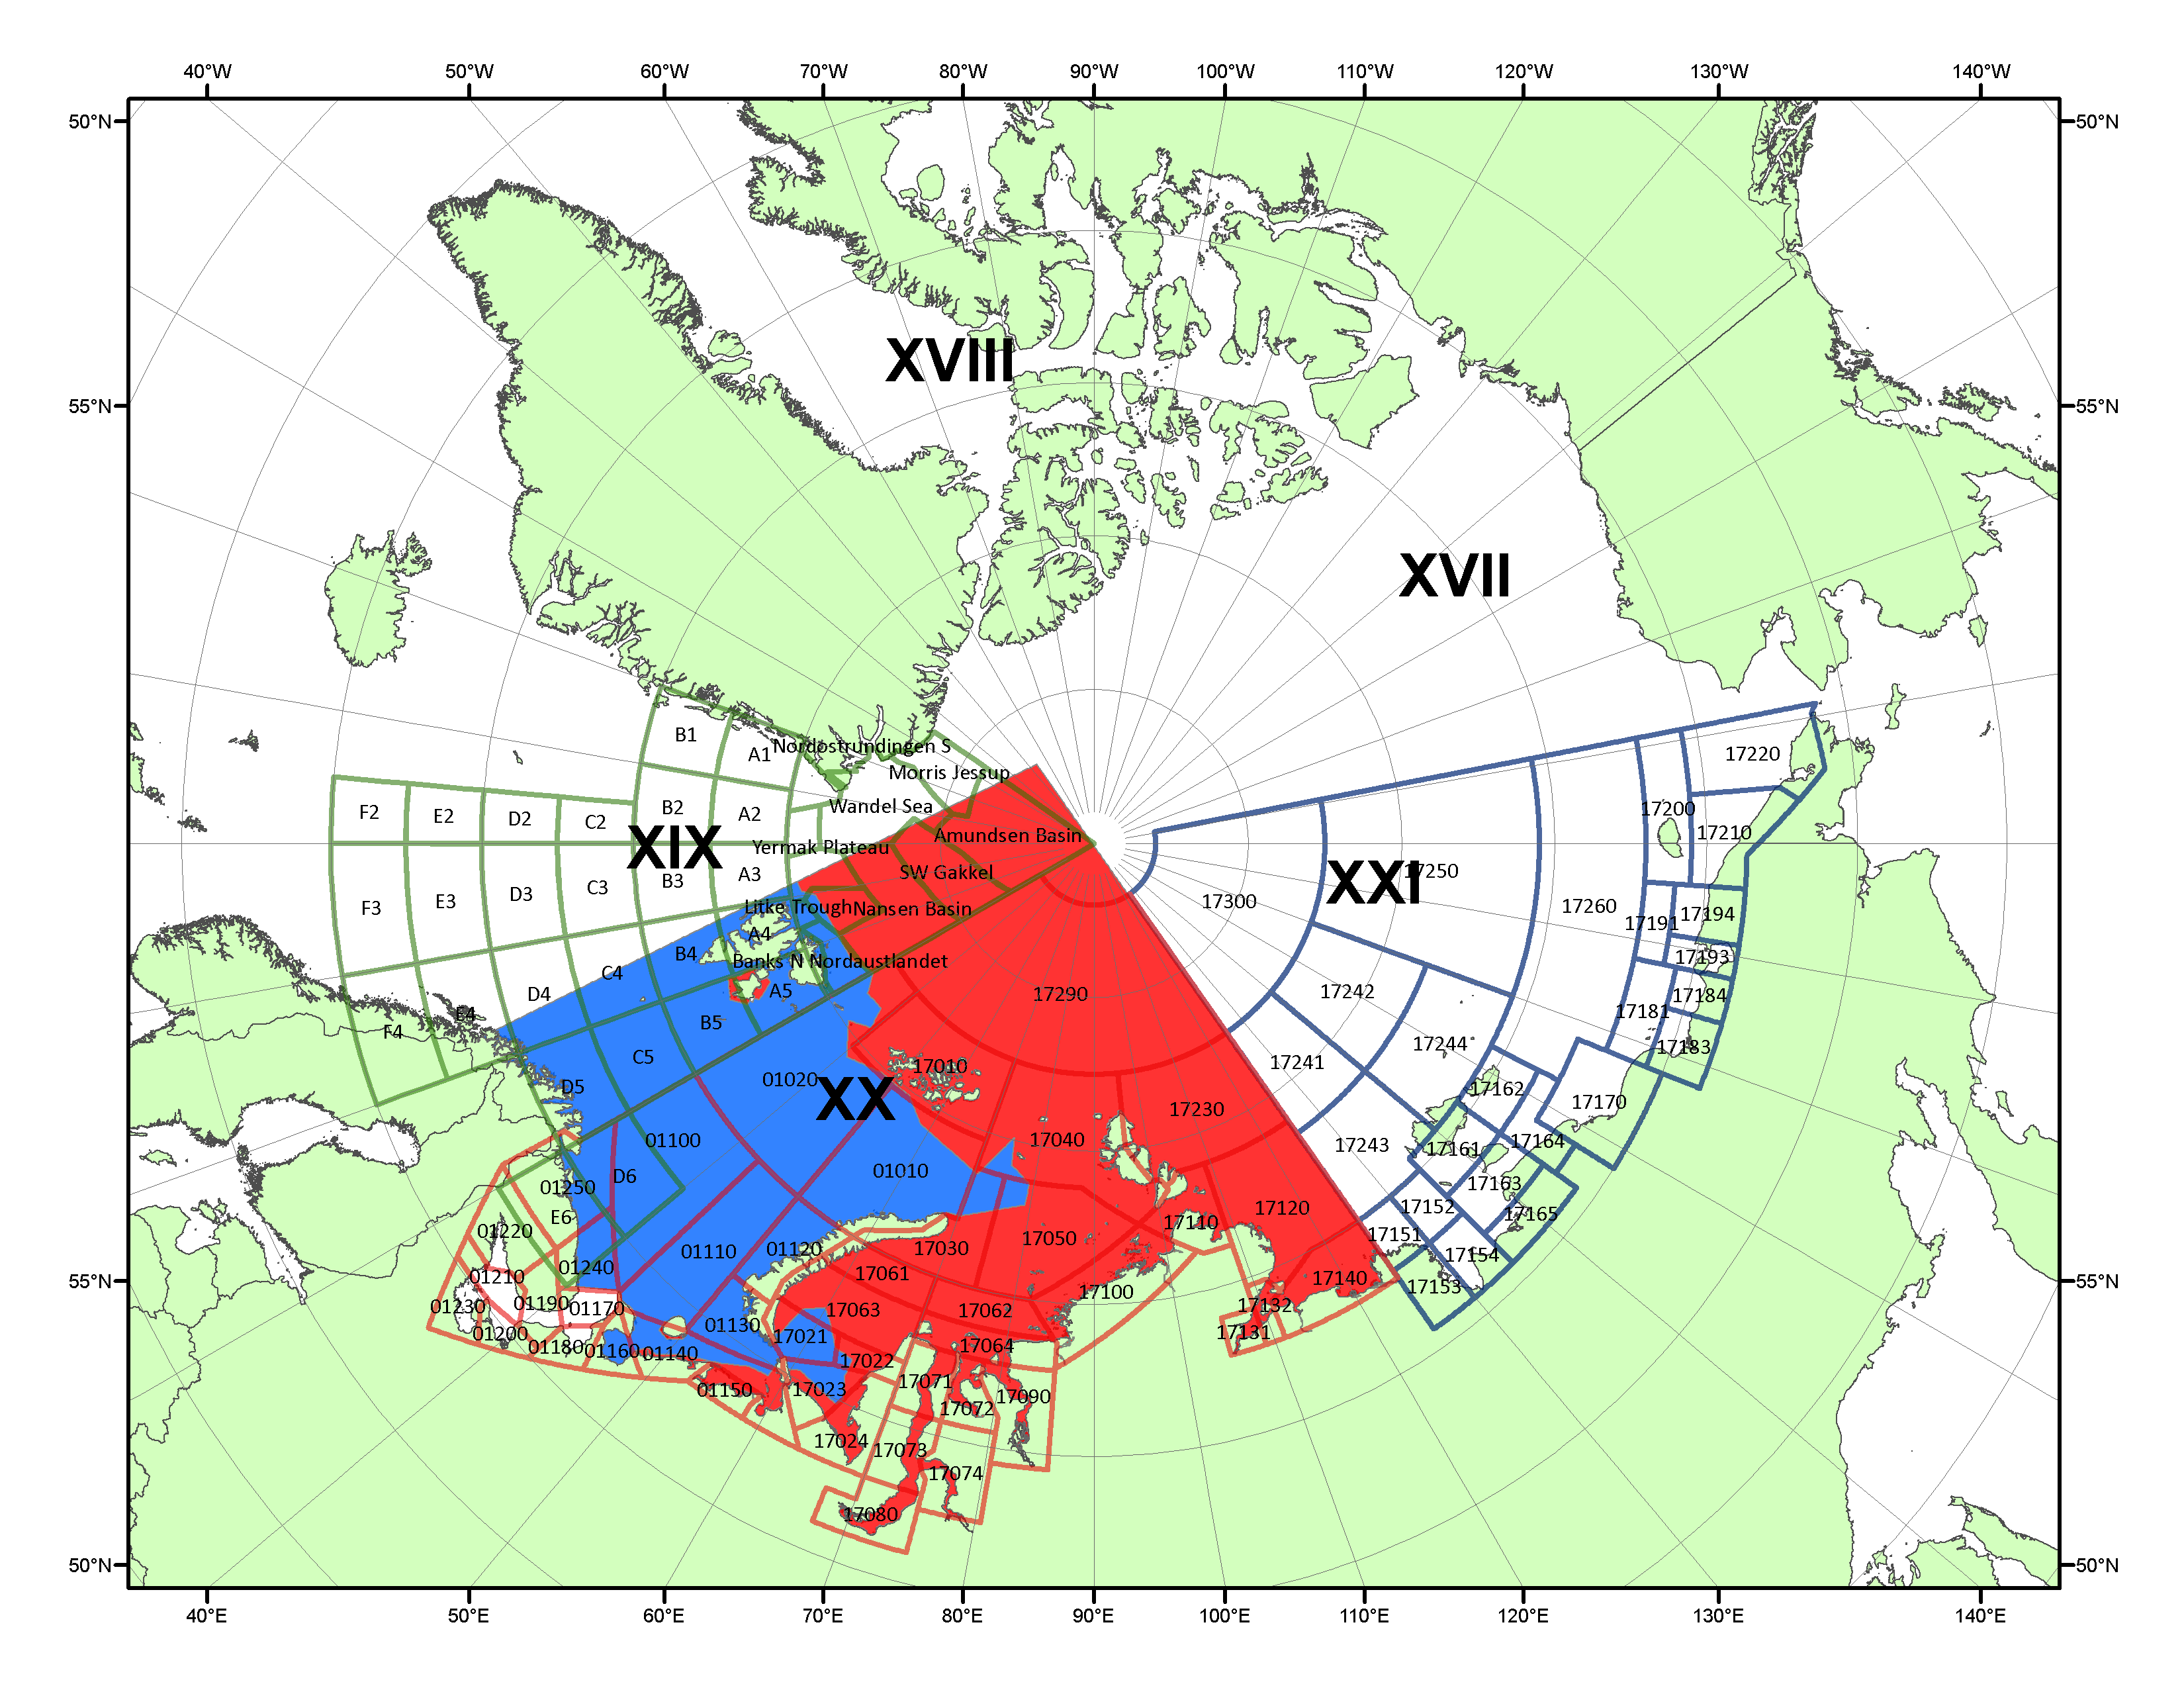 40°W 50°W 60°W 70°W 80°W 90°W 100°W 110°W 120°W 130°W 140°W
50°N 50°N
XVIII
55°N 55°N
XVII
B1
A1 Nordostrundingen S
17220
Morris Jessup
F2 E2 D2 C2 B2 A2 Wandel Sea
17200
17210
Amundsen Basin
XIX Yermak Plateau
SW Gakkel
XXI 17250
F3 E3 D3 C3 B3 A3
17300
17260
Litke Trough Nansen Basin
17191 17194
A4
B4
Banks N Nordaustlandet
17193
C4
D4
A5
17290
17242
17184
E4
F4
B5
17181
C5
17244
17183
17241
17010
01020
XX
D5
17162
17170
17230
01100
17040
17243
17161
17164
01010
D6
01250
17163
17152
17120
17165
E6
17110
01220
17151
01110 01120 17030 17050
17154
01240
17061
01210
17140
17153
17100
01230 01190 01170
17063 17062
17132
01200
01130 17021
17131
01180 01160 01140
17064
17022
01150 17023
17071
17090
17072
17024
17073
17074
17080
55°N 55°N
50°N 50°N
40°E 50°E 60°E 70°E 80°E 90°E 100°E 110°E 120°E 130°E 140°E